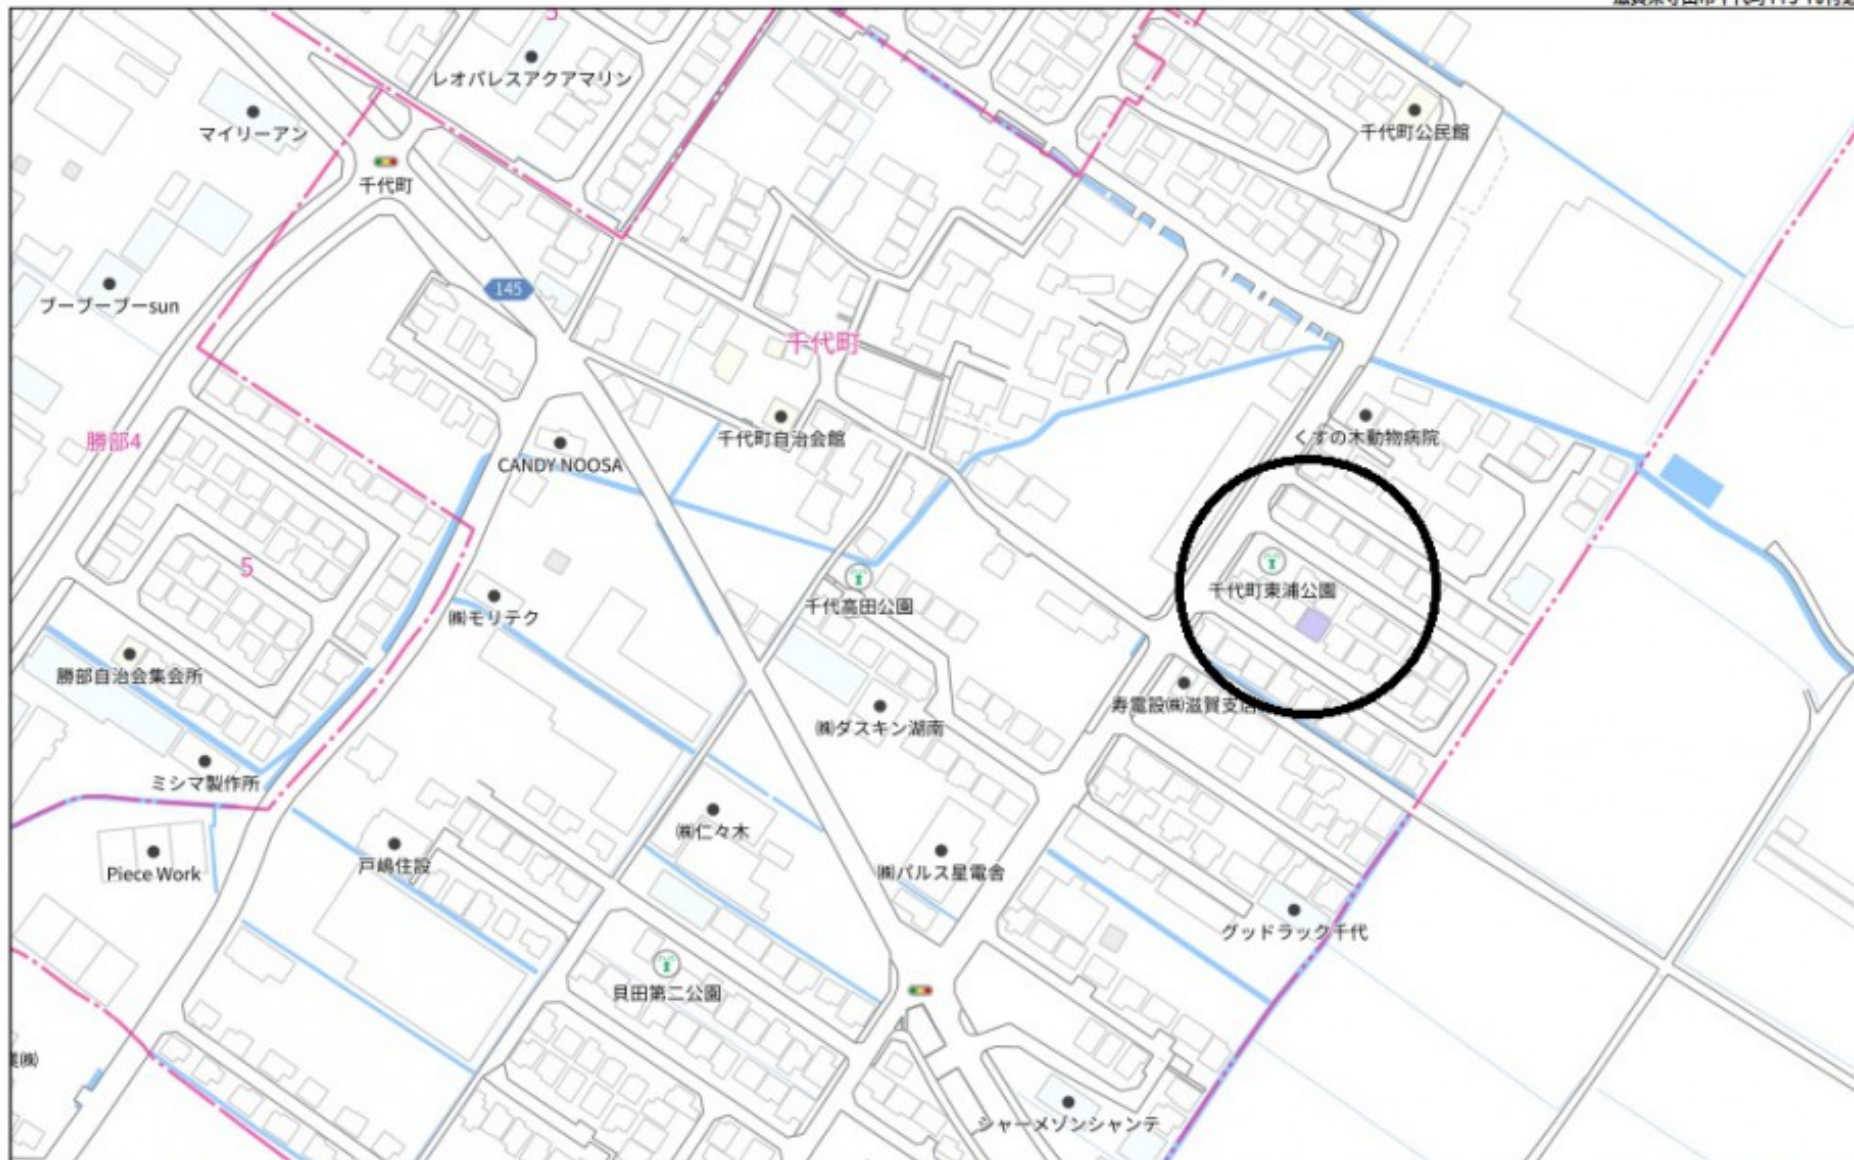 レオパレスアクアマリン
マイリーアン
千代町公民館
千代町
145
ブーブーブーsun
千代町
勝部4
千代町自治会館
くすの木動物病院
CANDY NOOSA
5
千代町東浦公園
㈱モリテク
千代高田公園
勝部自治会集会所
寿電設㈱滋賀支店
㈱ダスキン湖南
ミシマ製作所
㈱仁々木
戸嶋住設
Piece Work
㈱パルス星電舎
グッドラック千代
貝田第二公園
シャーメゾンシャンテ